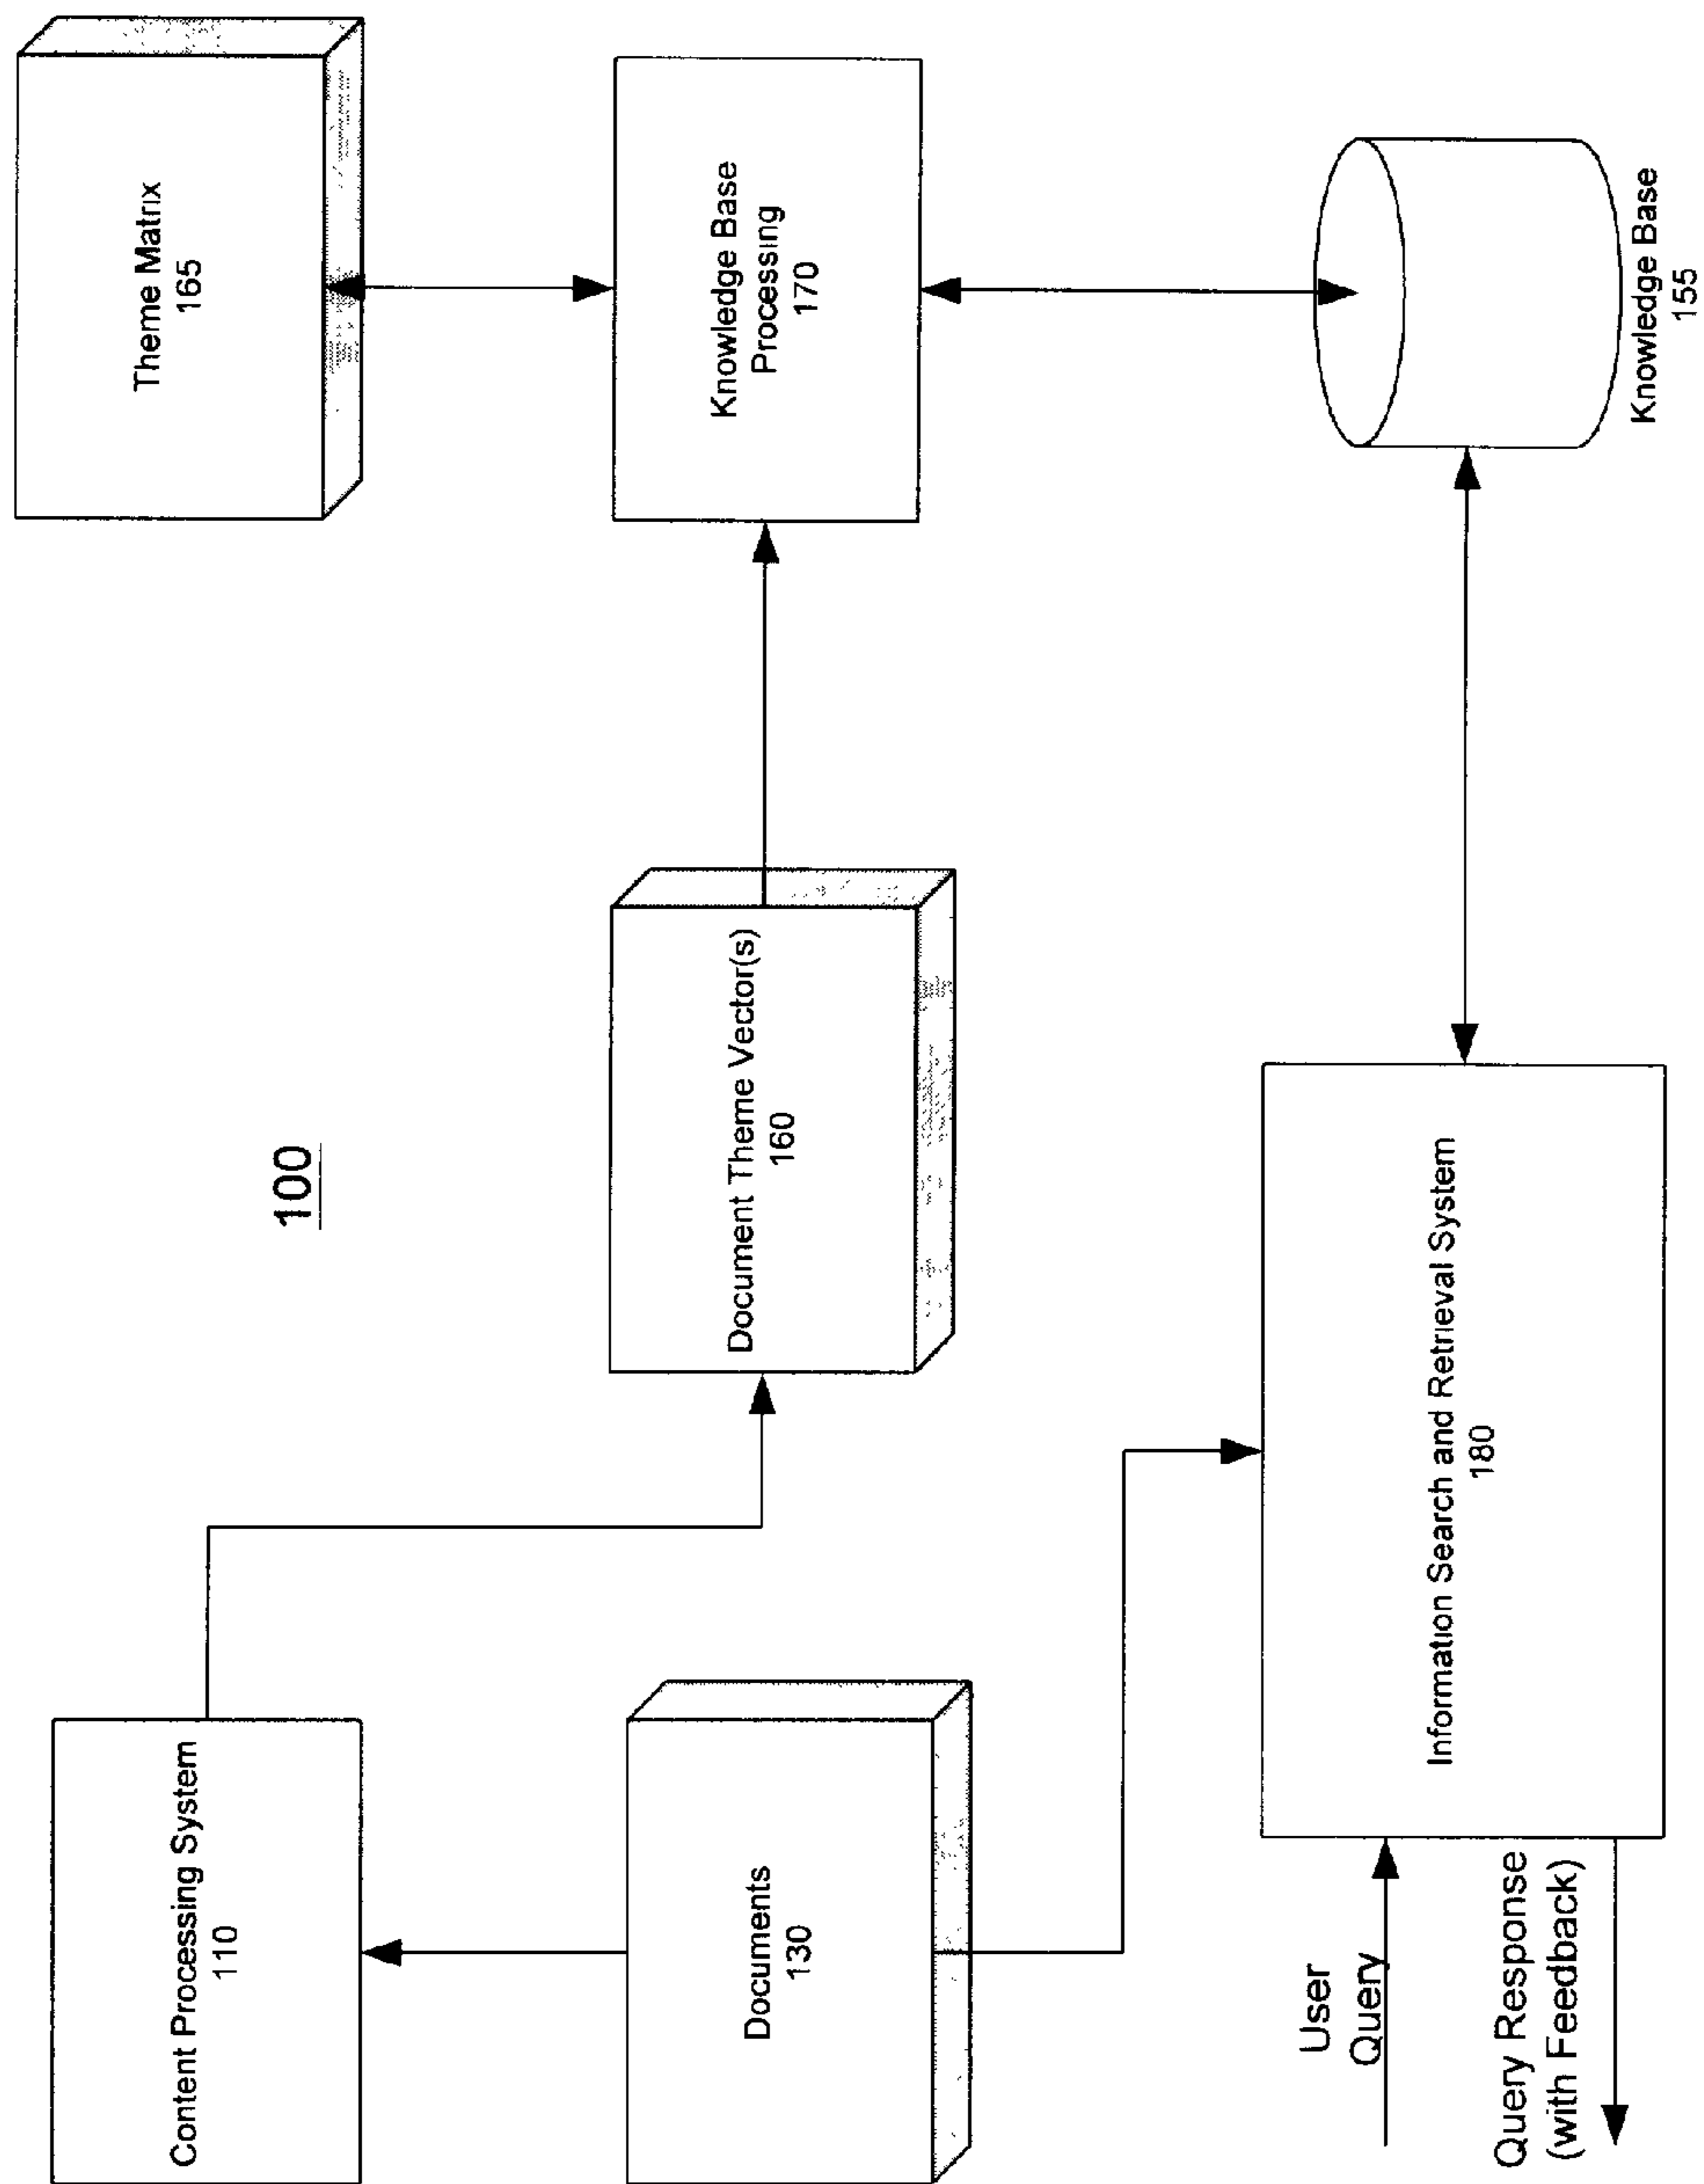 100
Content Processing System
110
Theme Matrix
165
Documents
130
Document Theme Vector(s)
160
Knowledge Base
Processing
170
User
Query
Query Response
(with Feedback)
Information Search and Retrieval System
180
Knowledge Base
155